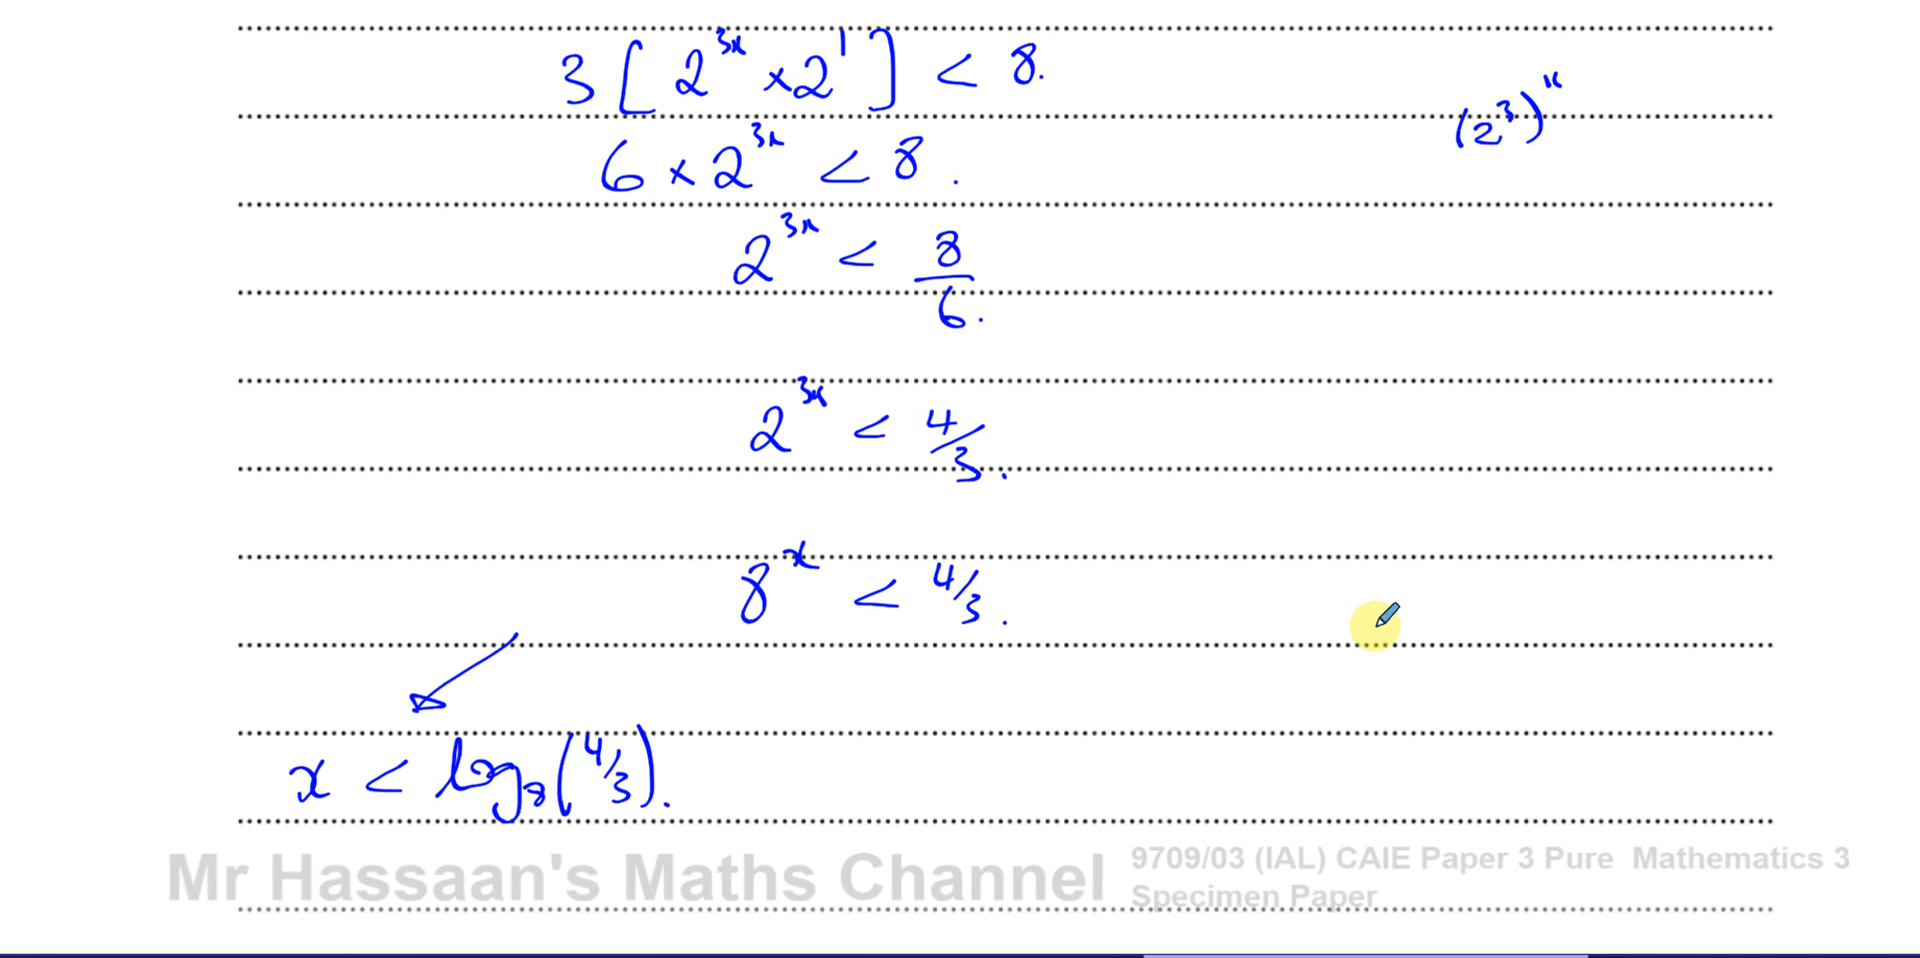 3 [ 2^{3x} × 2^1 ] < 8.
(2^3)^x
6 × 2^{3x} < 8.
2^{3x} < 8/6.
2^{3x} < 4/3.
8^x < 4/3.
x < log_8(4/3).
Mr Hassaan's Maths Channel
9709/03 (IAL) CAIE Paper 3 Pure Mathematics 3
Specimen Paper